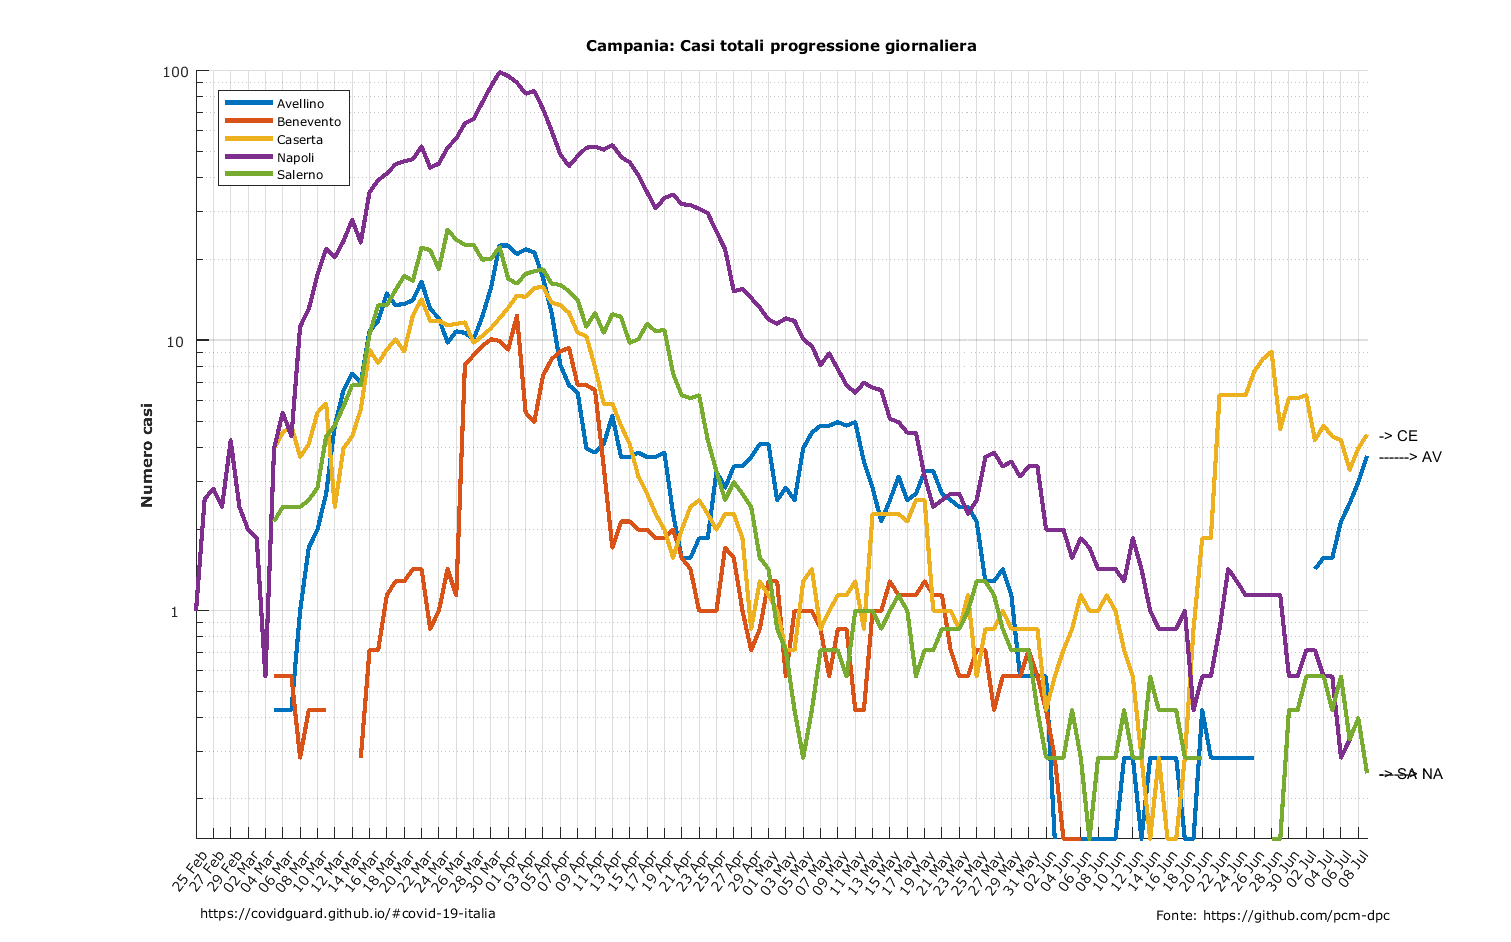 Campania: Casi totali progressione giornaliera
100
10
1
Numero casi
Avellino
Benevento
Caserta
Napoli
Salerno
-> CE
------> AV
-> SA
NA
25 Feb
27 Feb
29 Feb
02 Mar
04 Mar
06 Mar
08 Mar
10 Mar
12 Mar
14 Mar
16 Mar
18 Mar
20 Mar
22 Mar
24 Mar
26 Mar
28 Mar
30 Mar
01 Apr
03 Apr
05 Apr
07 Apr
09 Apr
11 Apr
13 Apr
15 Apr
17 Apr
19 Apr
21 Apr
23 Apr
25 Apr
27 Apr
29 Apr
01 May
03 May
05 May
07 May
09 May
11 May
13 May
15 May
17 May
19 May
21 May
23 May
25 May
27 May
29 May
31 May
02 Jun
04 Jun
06 Jun
08 Jun
10 Jun
12 Jun
14 Jun
16 Jun
18 Jun
20 Jun
22 Jun
24 Jun
26 Jun
28 Jun
30 Jun
02 Jul
04 Jul
06 Jul
08 Jul
https://covidguard.github.io/#covid-19-italia
Fonte: https://github.com/pcm-dpc